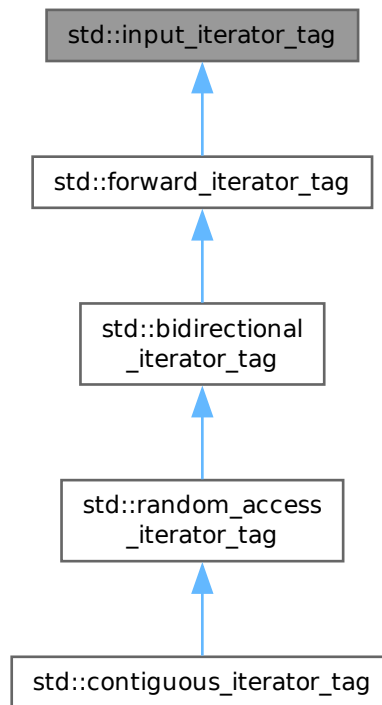 std::input_iterator_tag
std::forward_iterator_tag
std::bidirectional
_iterator_tag
std::random_access
_iterator_tag
std::contiguous_iterator_tag